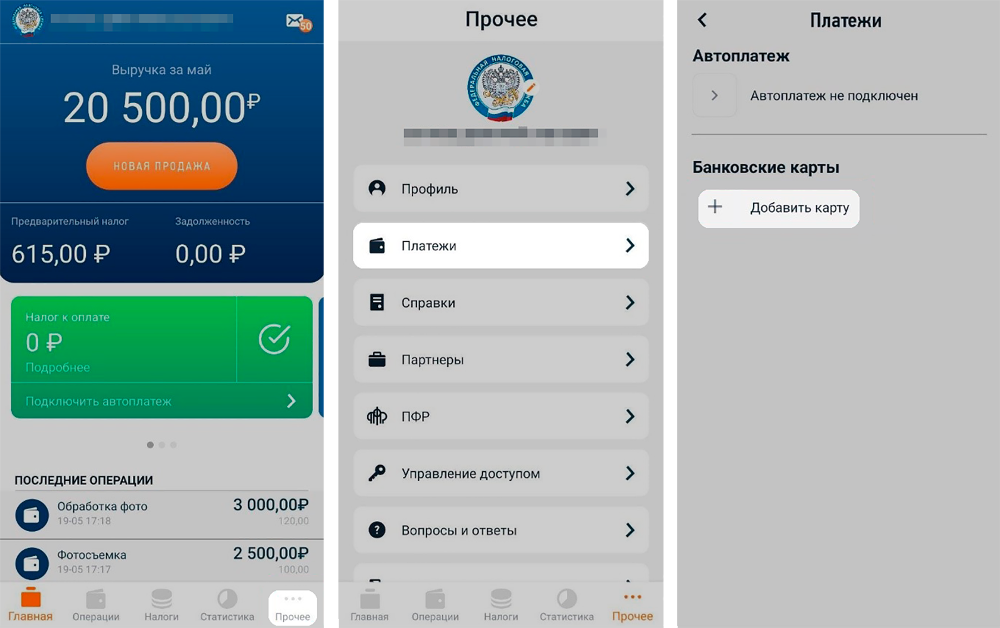 50
Выручка за май
20 500,00₽
НОВАЯ ПРОДАЖА
Предварительный налог
Задолженность
615,00 ₽
0,00 ₽
Налог к оплате
0 ₽
Подробнее
Подключить автоплатеж
ПОСЛЕДНИЕ ОПЕРАЦИИ
Обработка фото
3 000,00₽
19-05 17:18
120,00
Фотосъемка
2 500,00₽
19-05 17:17
100,00
Главная
Операции
Налоги
Статистика
Прочее
Прочее
ФЕДЕРАЛЬНАЯ НАЛОГОВАЯ
Профиль
Платежи
Справки
Партнеры
ПФР
Управление доступом
Вопросы и ответы
Главная
Операции
Налоги
Статистика
Прочее
Платежи
Автоплатеж
Автоплатеж не подключен
Банковские карты
+ Добавить карту